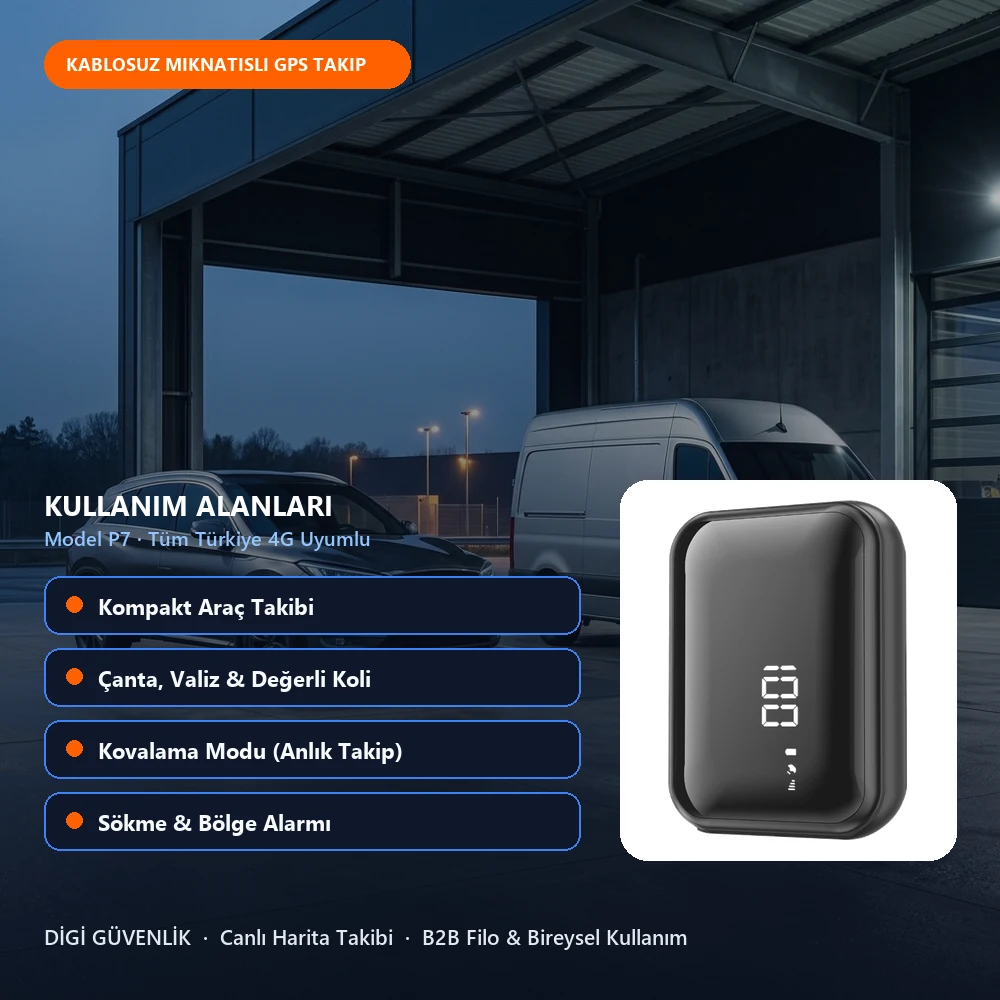 KABLOSUZ MIKNATISLI GPS TAKIP
KULLANIM ALANLARI
Model P7 · Tüm Türkiye 4G Uyumlu
Kompakt Araç Takibi
Çanta, Valiz & Değerli Koli
Kovalama Modu (Anlık Takip)
Sökme & Bölge Alarmı
100
DİGİ GÜVENLİK · Canlı Harita Takibi · B2B Filo & Bireysel Kullanım